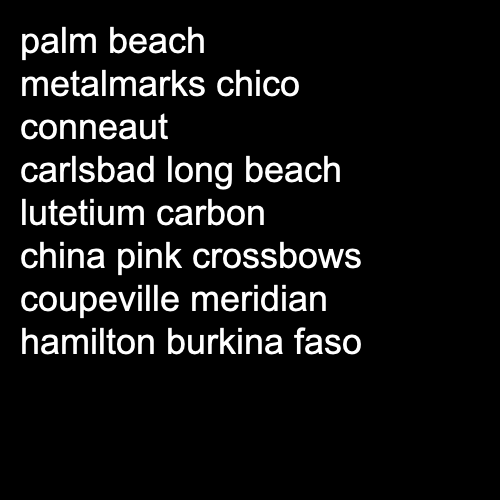 palm beach
metalmarks chico
conneaut
carlsbad long beach
lutetium carbon
china pink crossbows
coupeville meridian
hamilton burkina faso